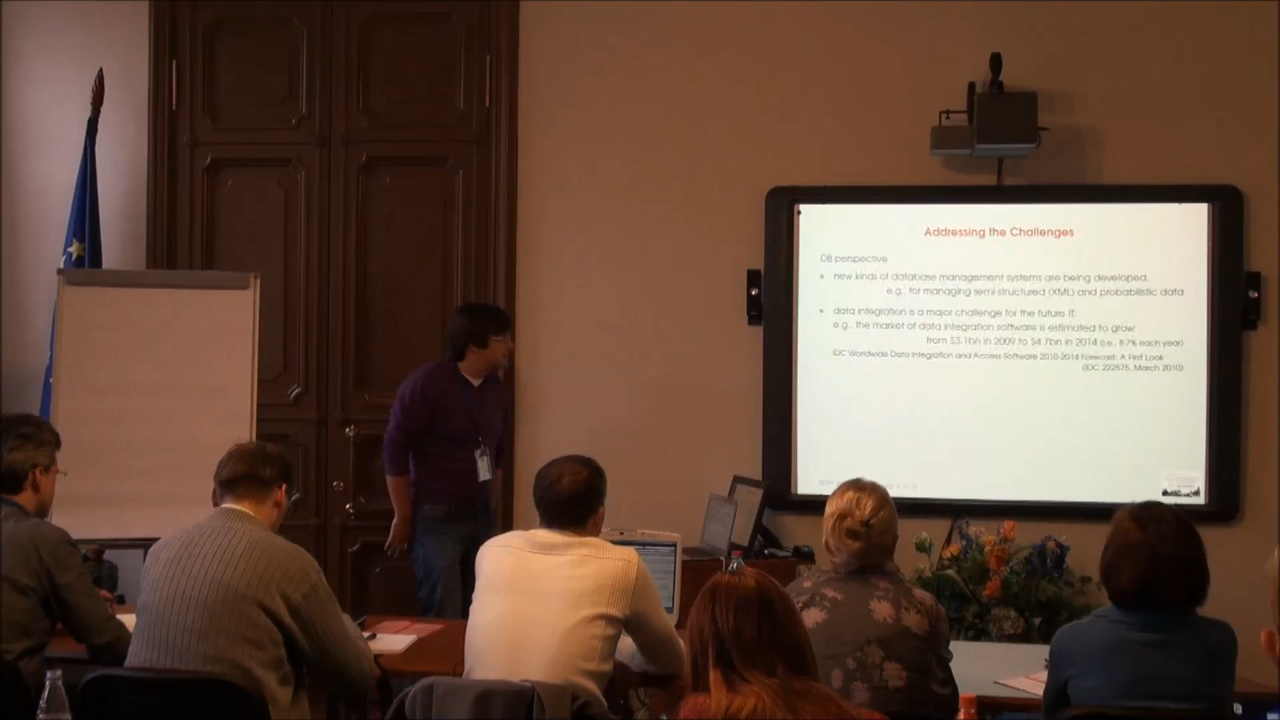 Addressing the Challenges
DB perspective
new kinds of database management systems are being developed,
e.g., for managing semi-structured (XML) and probabilistic data
data integration is a major challenge for the future IT:
e.g., the market of data integration software is estimated to grow
from $3.1bn in 2009 to $4.7bn in 2014 (i.e., 8.7% each year)
IDC Worldwide Data Integration and Access Software 2010-2014 Forecast: A First Look
(IDC 222575, March 2010)